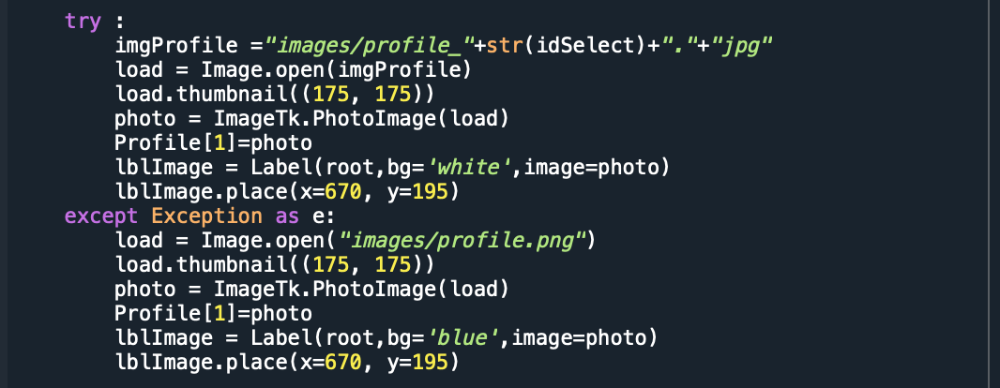 try :
imgProfile ="images/profile_"+str(idSelect)+"."+"jpg"
load = Image.open(imgProfile)
load.thumbnail((175, 175))
photo = ImageTk.PhotoImage(load)
Profile[1]=photo
lblImage = Label(root,bg='white',image=photo)
lblImage.place(x=670, y=195)
except Exception as e:
load = Image.open("images/profile.png")
load.thumbnail((175, 175))
photo = ImageTk.PhotoImage(load)
Profile[1]=photo
lblImage = Label(root,bg='blue',image=photo)
lblImage.place(x=670, y=195)